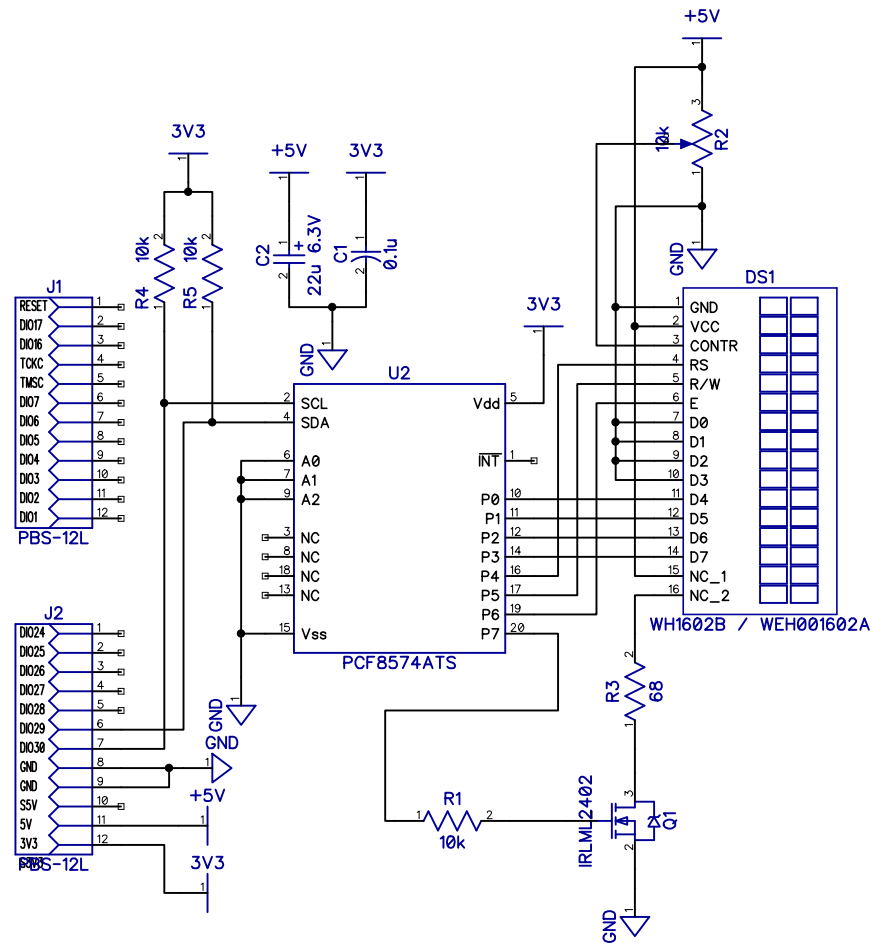 +5V
1
3
10k
R2
1
1
GND
3V3
1
2
2
10k
10k
R4
R5
1
1
+5V
1
1
+
6.3V
C2
22u
2
3V3
1
1
C1
0.1u
2
1
GND
J1
RESET 1
DIO17 2
DIO16 3
TCKC 4
TMSC 5
DIO7 6
DIO6 7
DIO5 8
DIO4 9
DIO3 10
DIO2 11
DIO1 12
PBS-12L
3V3
1
U2
2 SCL
4 SDA
6 A0
7 A1
9 A2
3 NC
8 NC
18 NC
13 NC
15 Vss
Vdd 5
INT 1
P0 10
P1 11
P2 12
P3 14
P4 16
P5 17
P6 19
P7 20
PCF8574ATS
1
GND
DS1
1 GND
2 VCC
3 CONTR
4 RS
5 R/W
6 E
7 D0
8 D1
9 D2
10 D3
11 D4
12 D5
13 D6
14 D7
15 NC_1
16 NC_2
WH1602B / WEH001602A
J2
DIO24 1
DIO25 2
DIO26 3
DIO27 4
DIO28 5
DIO29 6
DIO30 7
GND 8
GND 9
S5V 10
5V 11
3V3 12
PBS-12L
GND
1
+5V
1
3V3
1
R1
1
2
10k
2
R3
68
1
IRLML2402
3
Q1
2
1
GND